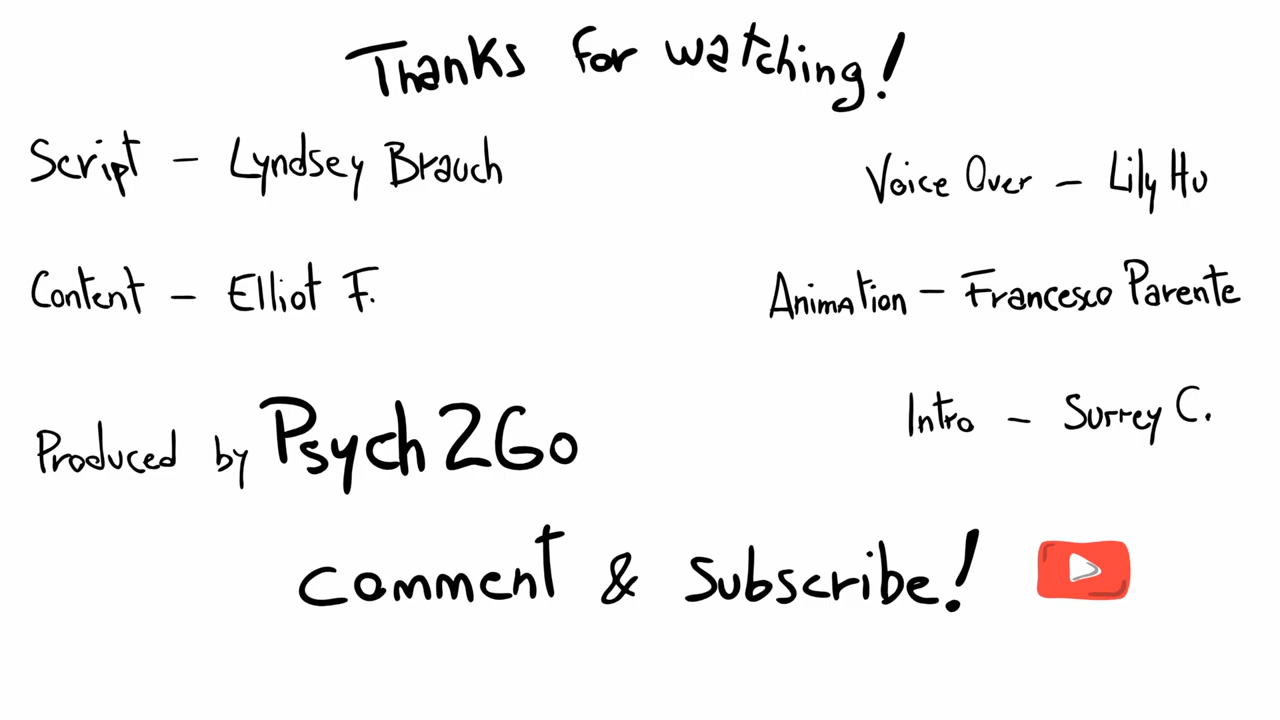 Thanks for watching!
Script - Lyndsey Brauch
Voice Over - Lily Hu
Content - Elliot F.
Animation - Francesco Parente
Intro - Surrey C.
Produced by Psych2Go
Comment & Subscribe!